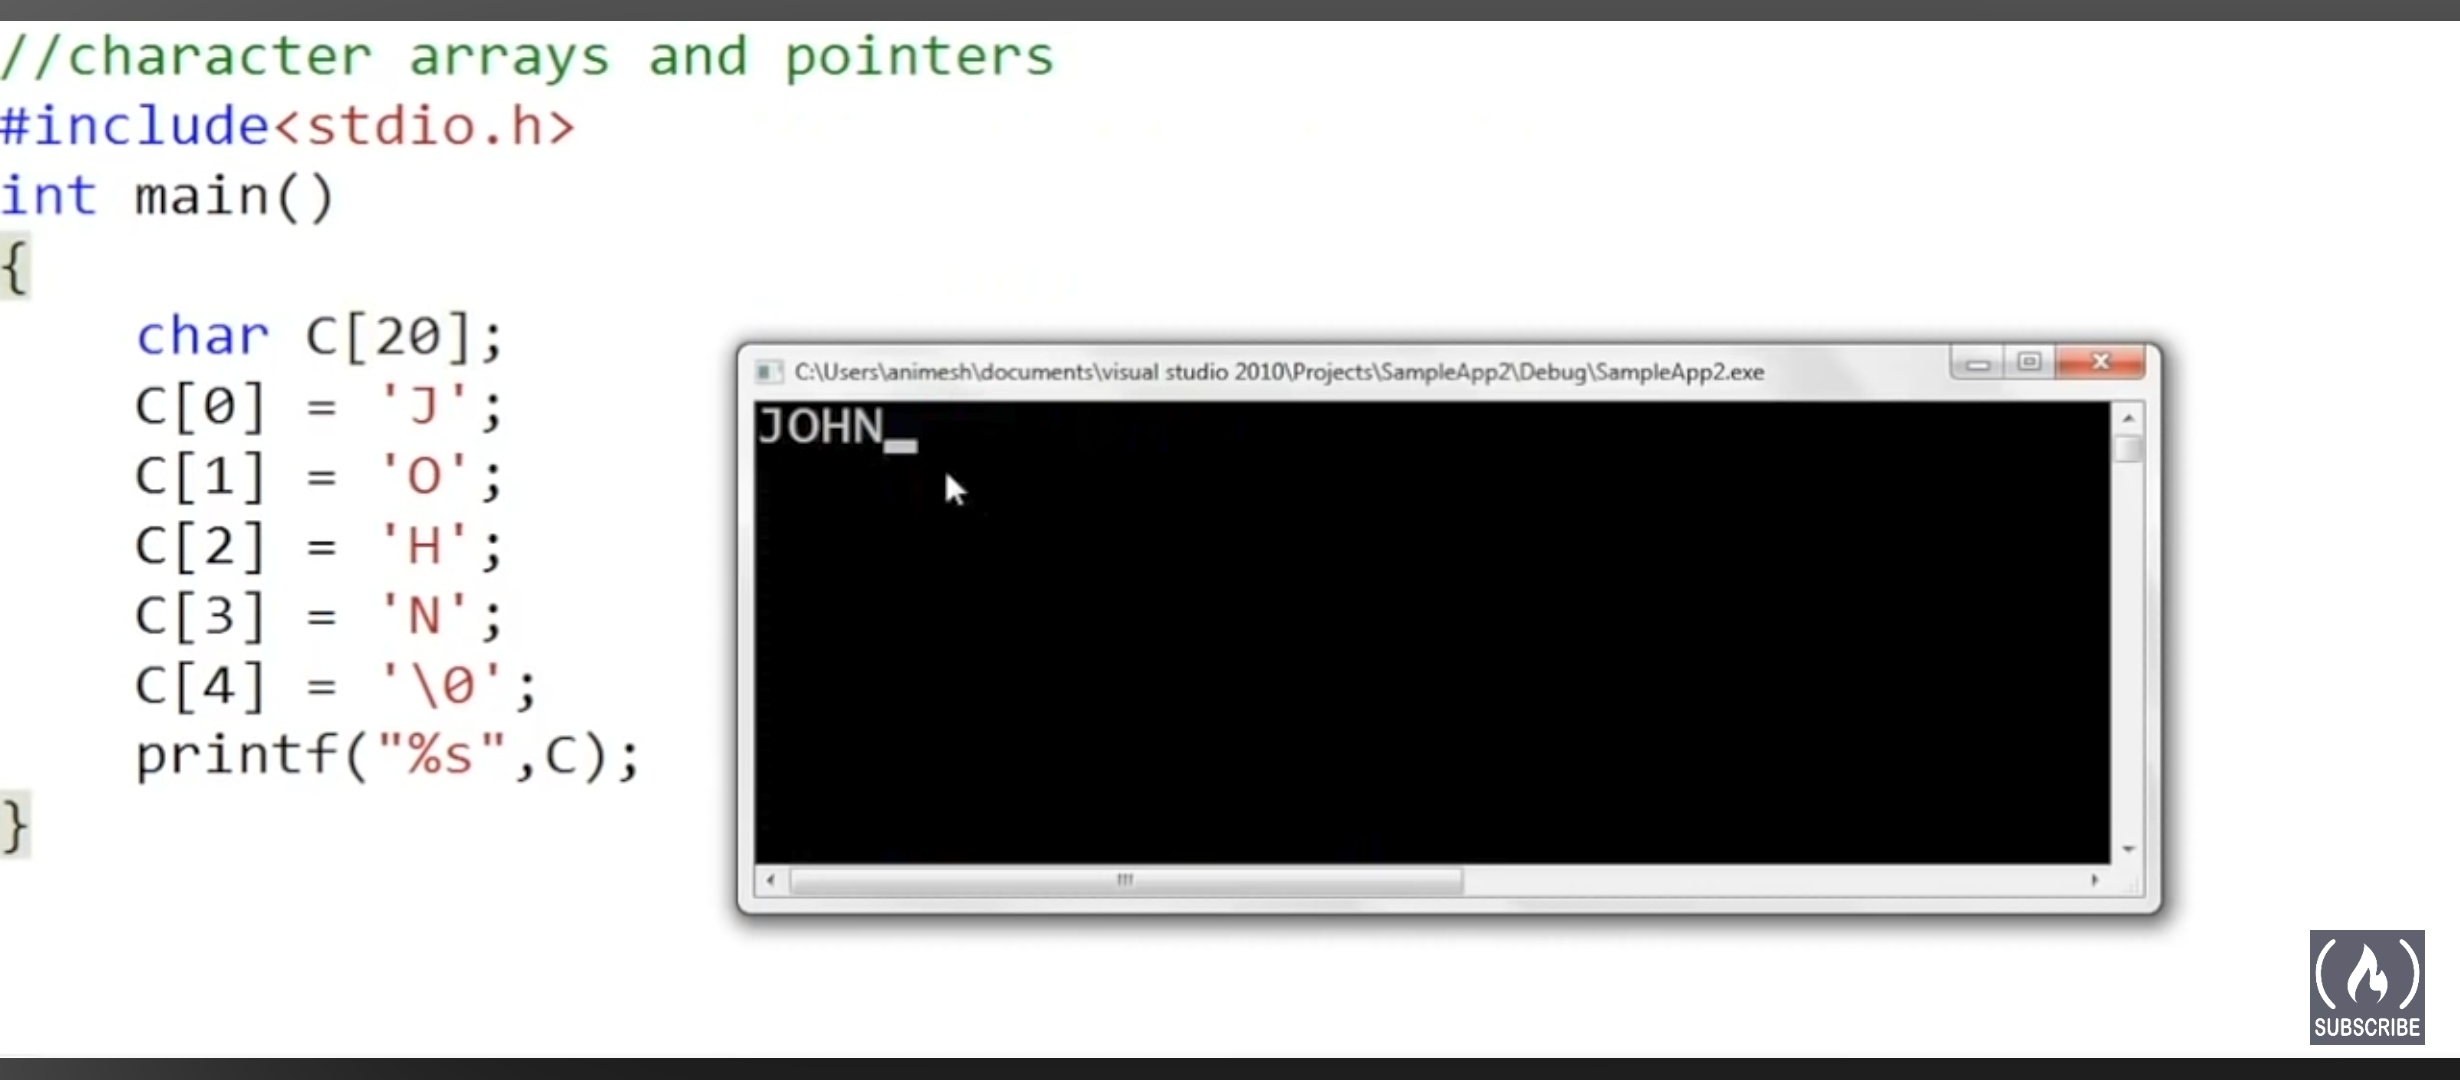 //character arrays and pointers
#include<stdio.h>
int main()
{
char C[20];
C[0] = 'J';
C[1] = 'O';
C[2] = 'H';
C[3] = 'N';
C[4] = '\0';
printf("%s",C);
}
C:\Users\animesh\documents\visual studio 2010\Projects\SampleApp2\Debug\SampleApp2.exe
JOHN
SUBSCRIBE